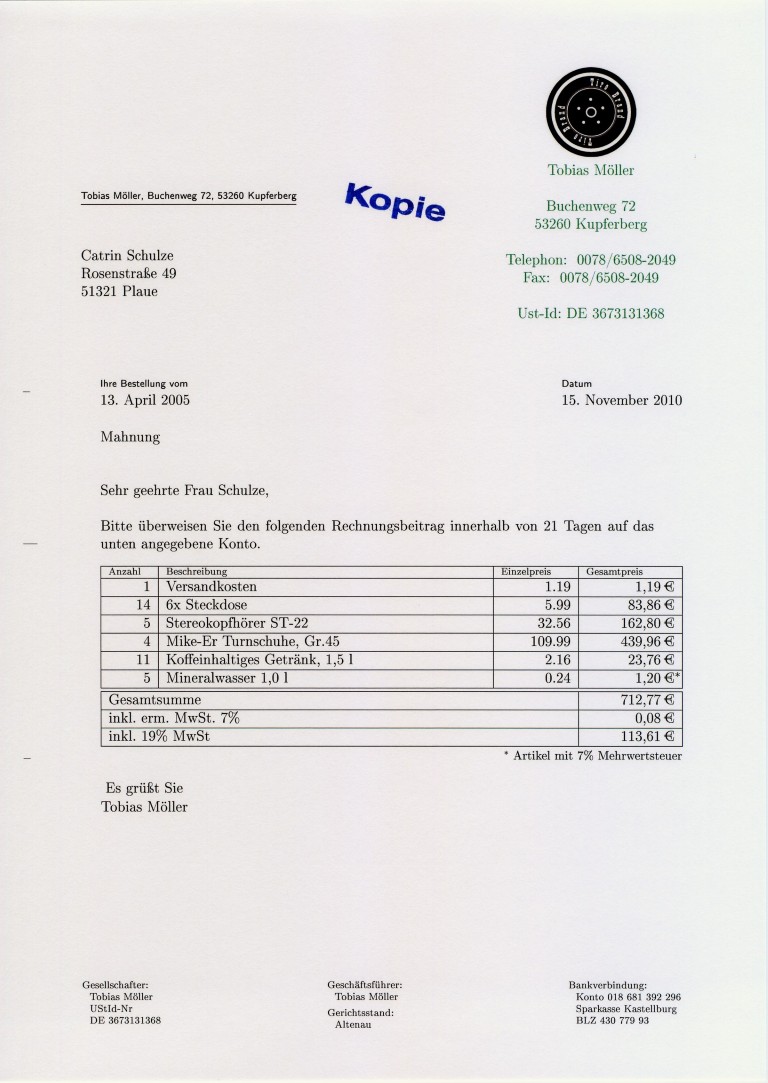 Tire Brand
Tire Brand
Tobias Möller
Tobias Möller, Buchenweg 72, 53260 Kupferberg
Kopie
Buchenweg 72
53260 Kupferberg
Catrin Schulze
Rosenstraße 49
51321 Plaue
Telephon: 0078/6508-2049
Fax: 0078/6508-2049
Ust-Id: DE 3673131368
Ihre Bestellung vom Datum
13. April 2005 15. November 2010
Mahnung
Sehr geehrte Frau Schulze,
Bitte überweisen Sie den folgenden Rechnungsbeitrag innerhalb von 21 Tagen auf das
unten angegebene Konto.
Anzahl Beschreibung Einzelpreis Gesamtpreis
1 Versandkosten 1.19 1,19 €
14 6x Steckdose 5.99 83,86 €
5 Stereokopfhörer ST-22 32.56 162,80 €
4 Mike-Er Turnschuhe, Gr.45 109.99 439,96 €
11 Koffeinhaltiges Getränk, 1,5 l 2.16 23,76 €
5 Mineralwasser 1,0 l 0.24 1,20 €*
Gesamtsumme 712,77 €
inkl. erm. MwSt. 7% 0,08 €
inkl. 19% MwSt 113,61 €
* Artikel mit 7% Mehrwertsteuer
Es grüßt Sie
Tobias Möller
Gesellschafter:
Tobias Möller
UStId-Nr
DE 3673131368
Geschäftsführer:
Tobias Möller
Gerichtsstand:
Altenau
Bankverbindung:
Konto 018 681 392 296
Sparkasse Kastellburg
BLZ 430 779 93